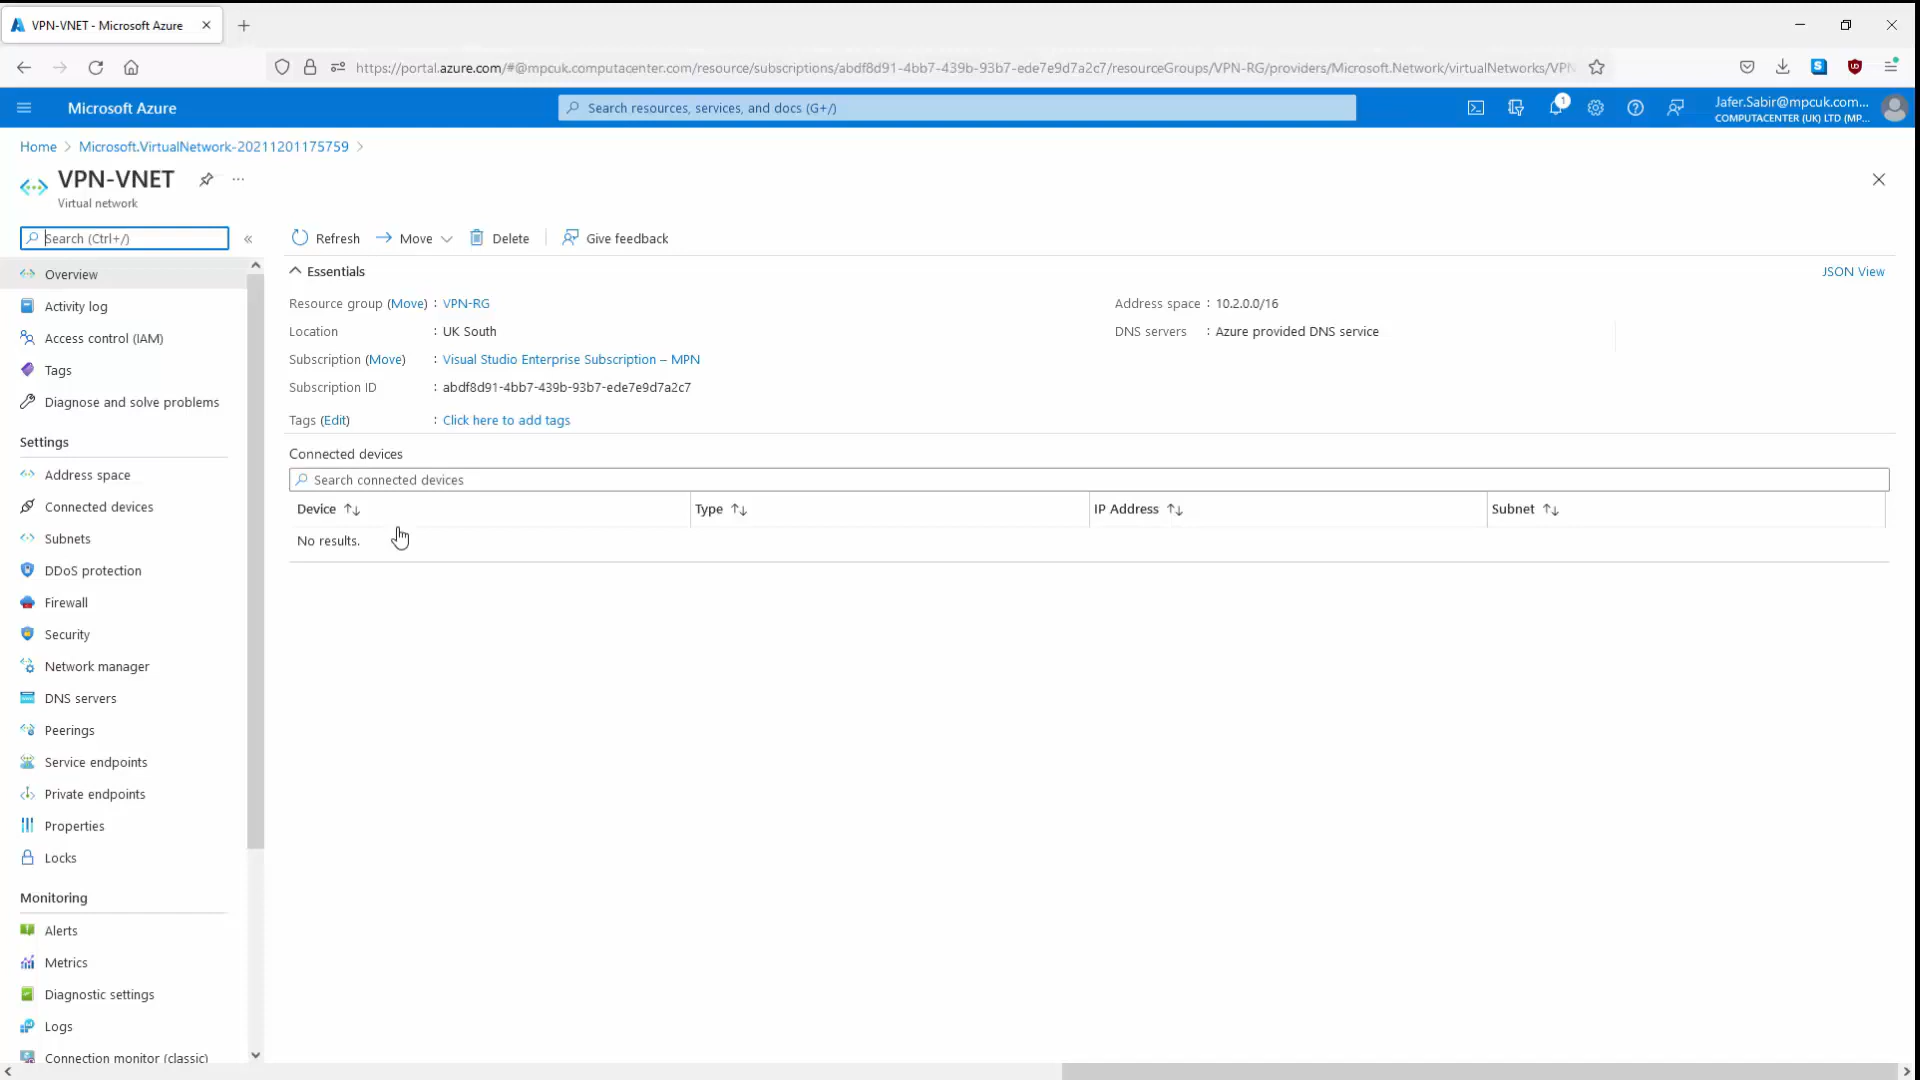 VPN-VNET - Microsoft Azure
https://portal.azure.com/#@mpcuk.computacenter.com/resource/subscriptions/abdf8d91-4bb7-439b-93b7-ede7e9d7a2c7/resourceGroups/VPN-RG/providers/Microsoft.Network/virtualNetworks/VPN
Microsoft Azure
Search resources, services, and docs (G+/)
1
Jafer.Sabir@mpcuk.com...
COMPUTACENTER (UK) LTD (MP...
Home > Microsoft.VirtualNetwork-20211201175759 >
VPN-VNET
Virtual network
Search (Ctrl+/)
Overview
Activity log
Access control (IAM)
Tags
Diagnose and solve problems
Settings
Address space
Connected devices
Subnets
DDoS protection
Firewall
Security
Network manager
DNS servers
Peerings
Service endpoints
Private endpoints
Properties
Locks
Monitoring
Alerts
Metrics
Diagnostic settings
Logs
Connection monitor (classic)
Refresh Move Delete Give feedback
Essentials
JSON View
Resource group (Move) : VPN-RG
Location : UK South
Subscription (Move) : Visual Studio Enterprise Subscription – MPN
Subscription ID : abdf8d91-4bb7-439b-93b7-ede7e9d7a2c7
Tags (Edit) : Click here to add tags
Address space : 10.2.0.0/16
DNS servers : Azure provided DNS service
Connected devices
Search connected devices
Device Type IP Address Subnet
No results.